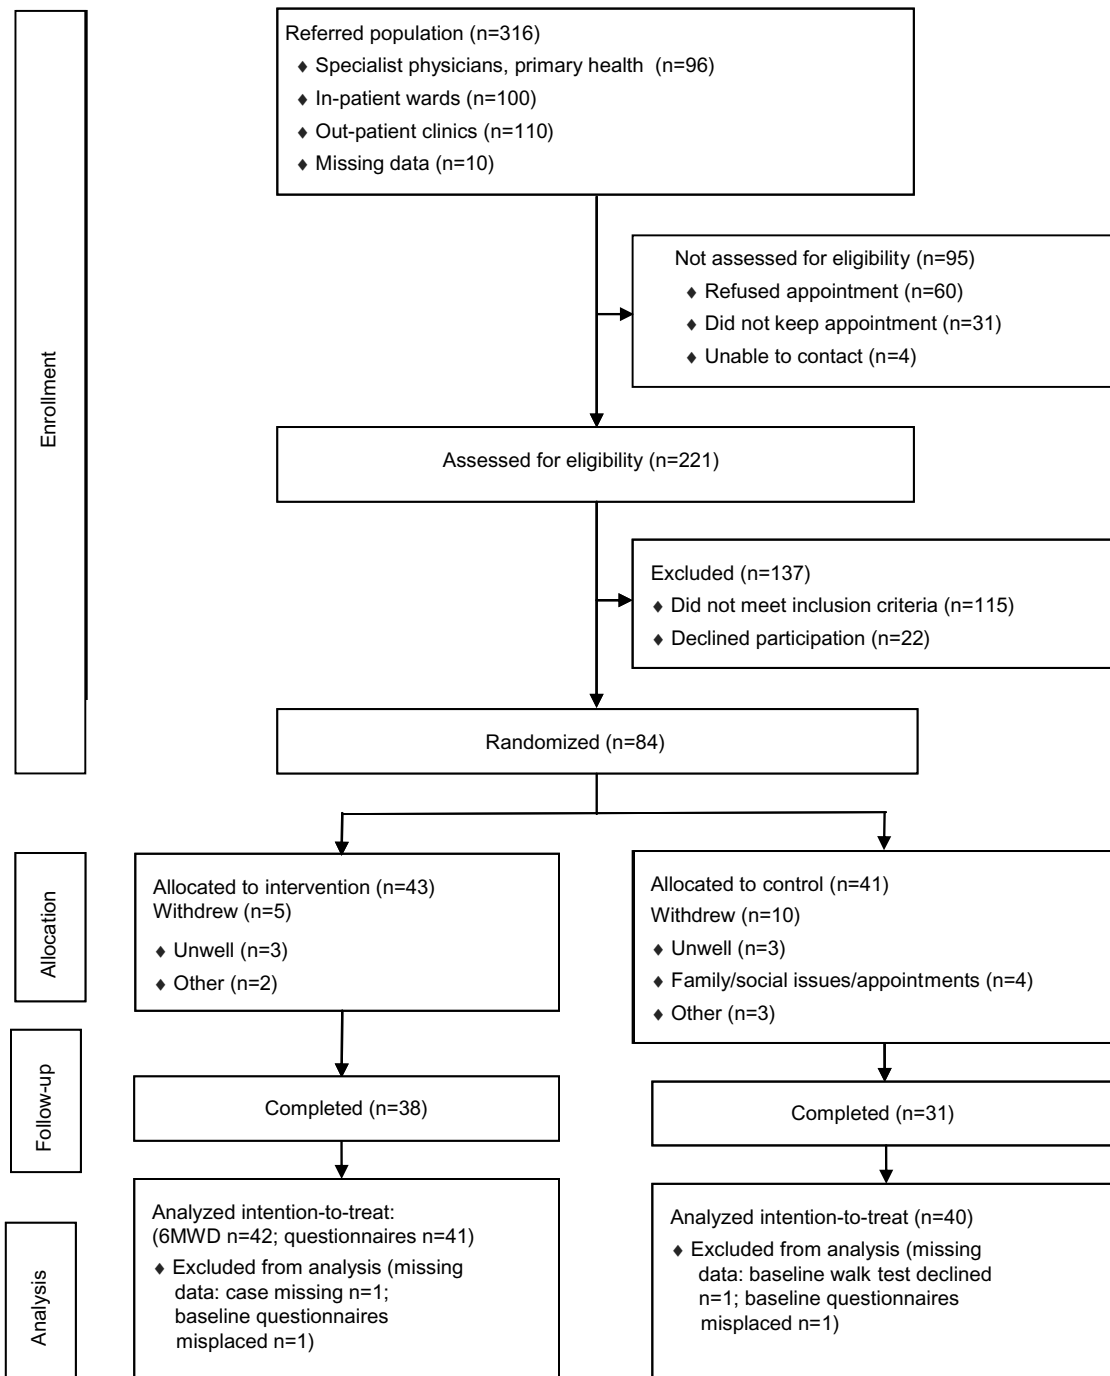 Referred population (n=316)
♦ Specialist physicians, primary health (n=96)
♦ In-patient wards (n=100)
♦ Out-patient clinics (n=110)
♦ Missing data (n=10)
Not assessed for eligibility (n=95)
♦ Refused appointment (n=60)
♦ Did not keep appointment (n=31)
♦ Unable to contact (n=4)
Enrollment
Assessed for eligibility (n=221)
Excluded (n=137)
♦ Did not meet inclusion criteria (n=115)
♦ Declined participation (n=22)
Randomized (n=84)
Allocation
Allocated to intervention (n=43)
Withdrew (n=5)
♦ Unwell (n=3)
♦ Other (n=2)
Allocated to control (n=41)
Withdrew (n=10)
♦ Unwell (n=3)
♦ Family/social issues/appointments (n=4)
♦ Other (n=3)
Follow-up
Completed (n=38)
Completed (n=31)
Analysis
Analyzed intention-to-treat:
(6MWD n=42; questionnaires n=41)
♦ Excluded from analysis (missing
data: case missing n=1;
baseline questionnaires
misplaced n=1)
Analyzed intention-to-treat (n=40)
♦ Excluded from analysis (missing
data: baseline walk test declined
n=1; baseline questionnaires
misplaced n=1)